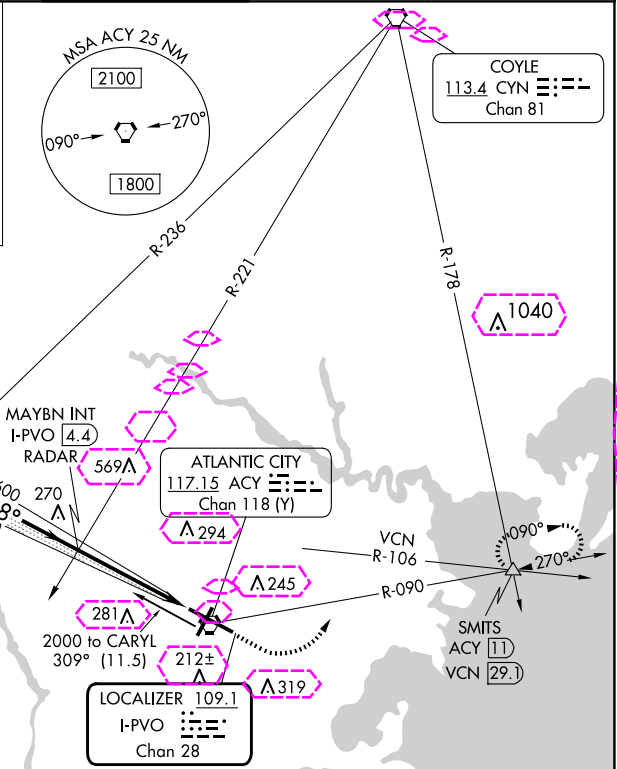 MSA ACY 25 NM
2100
090°
270°
1800
COYLE
113.4 CYN
Chan 81
R-236
R-221
R-178
1040
MAYBN INT
I-PVO 4.4
RADAR
569
270
ATLANTIC CITY
117.15 ACY
Chan 118 (Y)
294
VCN
R-106
090°
270°
245
R-090
281
2000 to CARYL
309° (11.5)
SMITS
ACY 11
VCN 29.1
212±
319
LOCALIZER 109.1
I-PVO
Chan 28